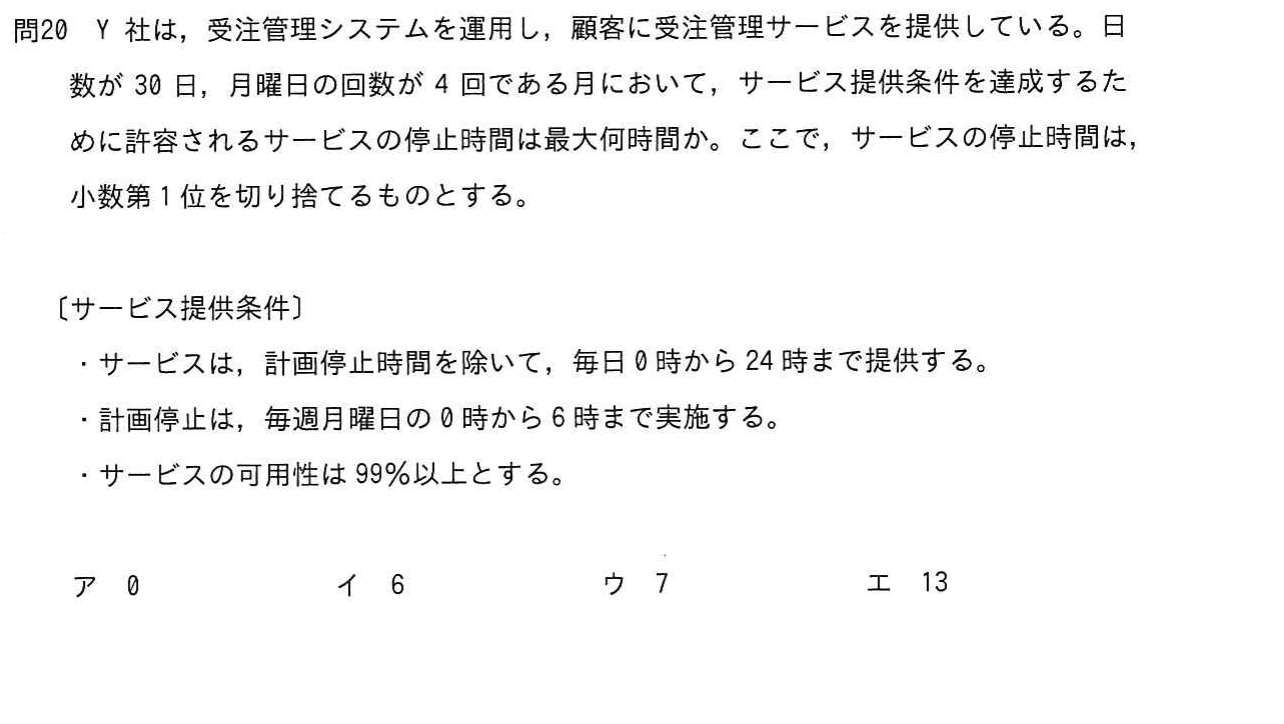 問20 Y 社は，受注管理システムを運用し，顧客に受注管理サービスを提供している。日
数が 30 日，月曜日の回数が 4 回である月において，サービス提供条件を達成するた
めに許容されるサービスの停止時間は最大何時間か。ここで，サービスの停止時間は，
小数第 1 位を切り捨てるものとする。
〔サービス提供条件〕
・サービスは，計画停止時間を除いて，毎日 0 時から 24 時まで提供する。
・計画停止は，毎週月曜日の 0 時から 6 時まで実施する。
・サービスの可用性は 99％以上とする。
ア 0 イ 6 ウ 7 エ 13